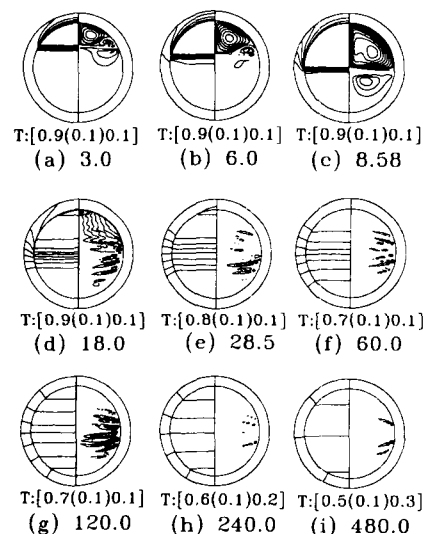 T:[0.9(0.1)0.1] T:[0.9(0.1)0.1] T:[0.9(0.1)0.1]
(a) 3.0 (b) 6.0 (c) 8.58
T:[0.9(0.1)0.1] T:[0.8(0.1)0.1] T:[0.7(0.1)0.1]
(d) 18.0 (e) 28.5 (f) 60.0
T:[0.7(0.1)0.1] T:[0.6(0.1)0.2] T:[0.5(0.1)0.3]
(g) 120.0 (h) 240.0 (i) 480.0